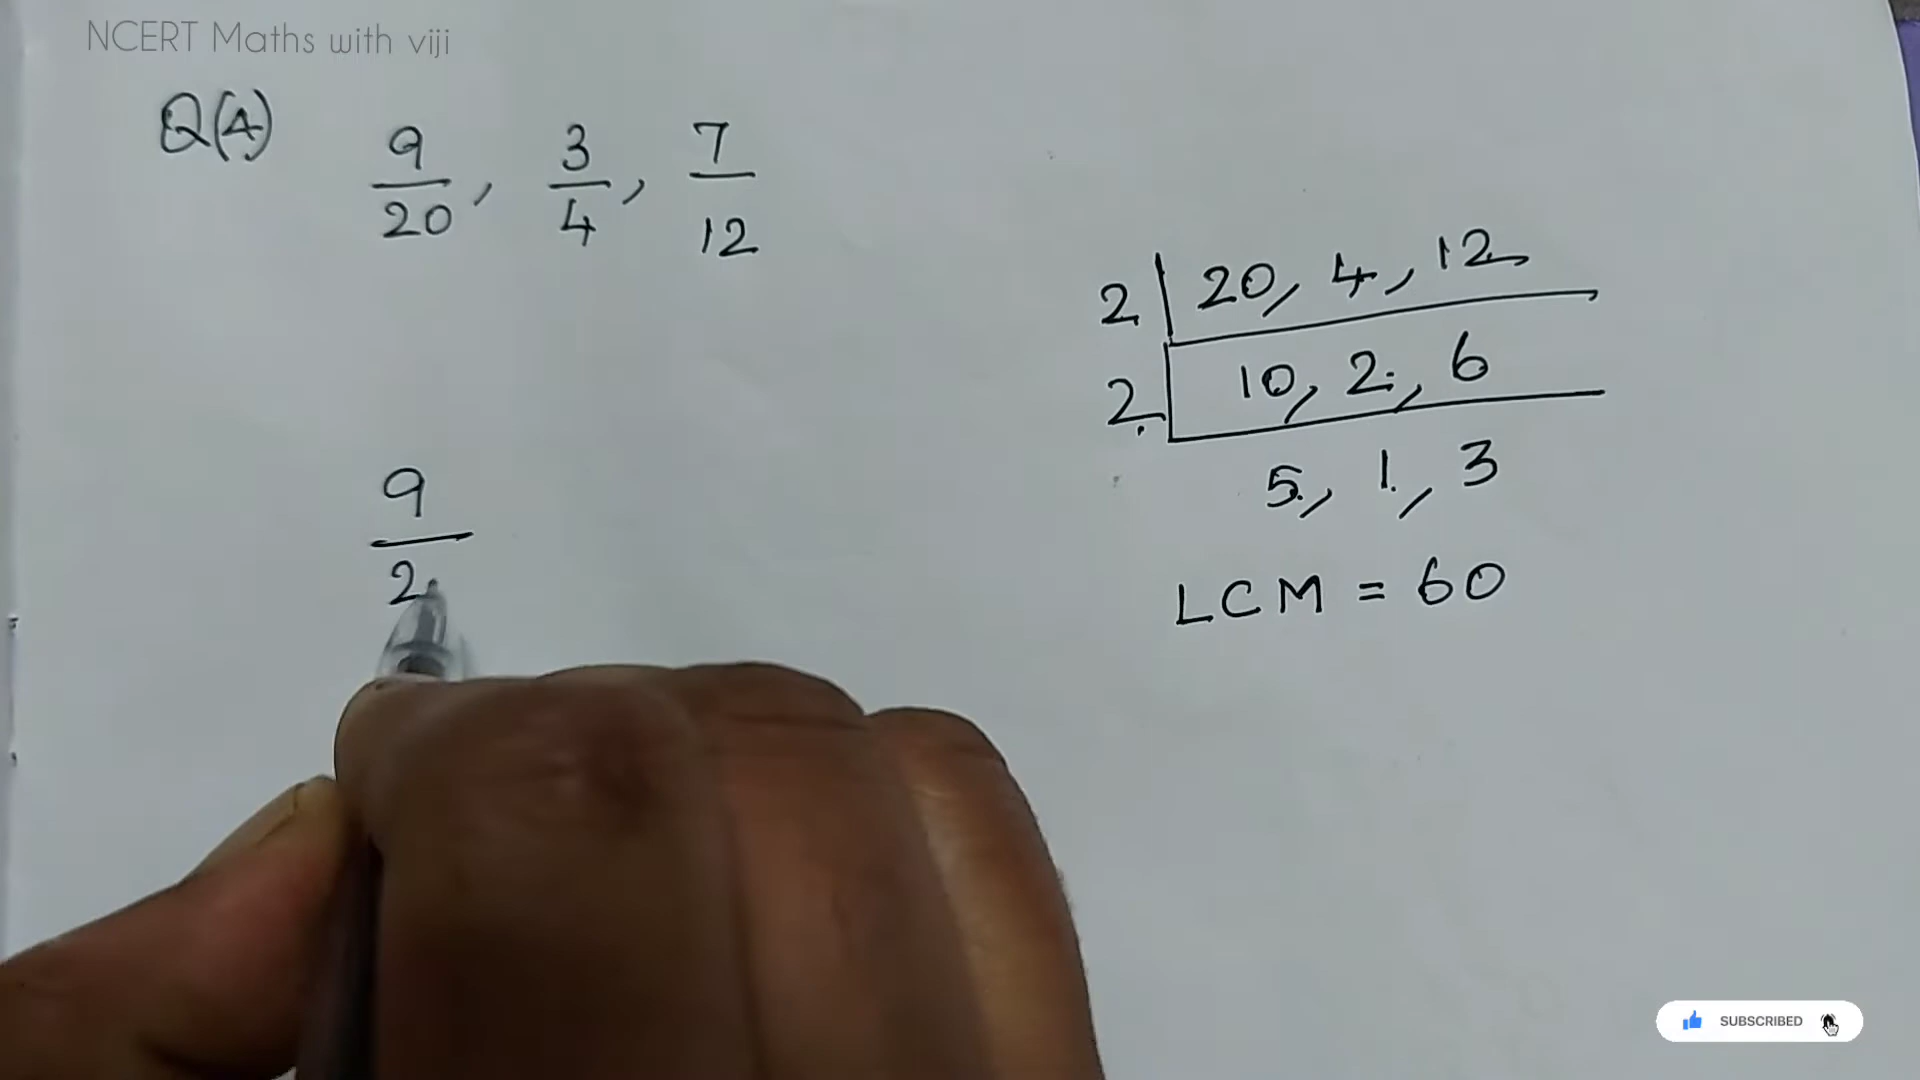 NCERT Maths with viji
Q(A) 9/20, 3/4, 7/12
2 | 20, 4, 12
2 | 10, 2, 6
5, 1, 3
LCM = 60
9/2
SUBSCRIBED